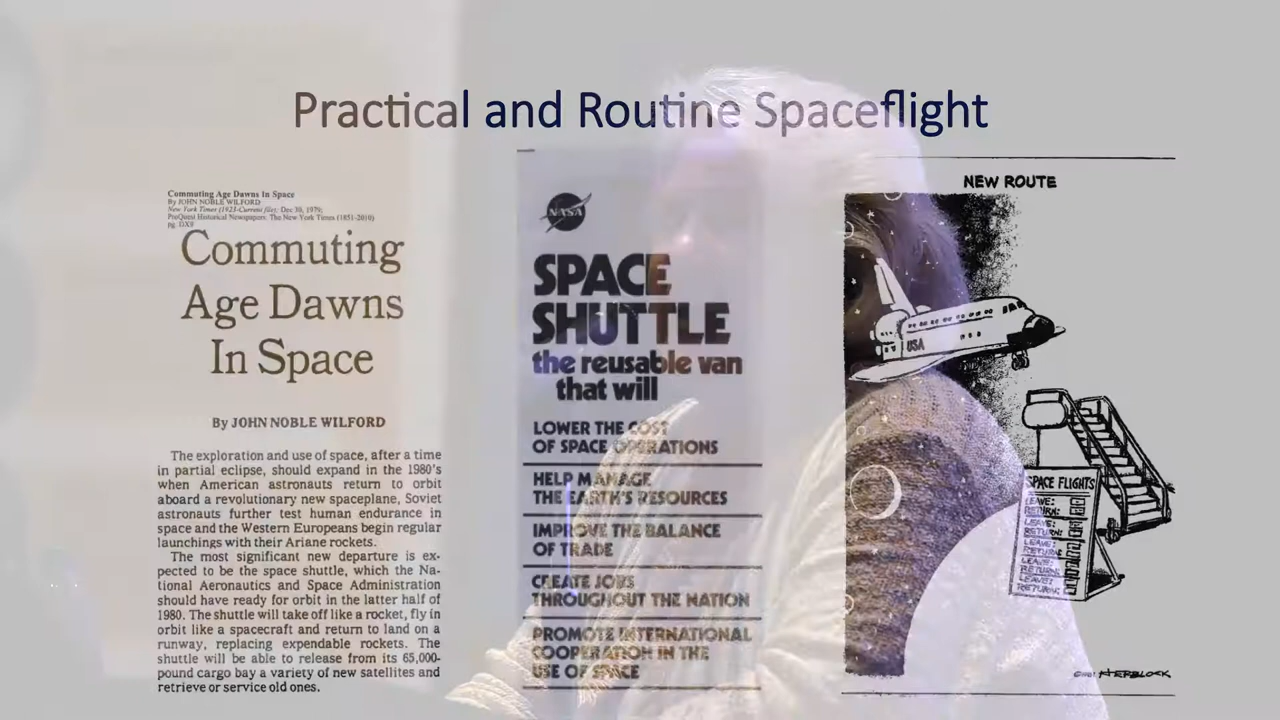 Practical and Routine Spaceflight
Commuting Age Dawns In Space
By JOHN NOBLE WILFORD
New York Times (1923-Current file); Dec 30, 1979;
ProQuest Historical Newspapers: The New York Times (1851-2010)
pg. DX9
Commuting
Age Dawns
In Space
By JOHN NOBLE WILFORD
The exploration and use of space, after a time
in partial eclipse, should expand in the 1980's
when American astronauts return to orbit
aboard a revolutionary new spaceplane, Soviet
astronauts further test human endurance in
space and the Western Europeans begin regular
launchings with their Ariane rockets.
The most significant new departure is ex-
pected to be the space shuttle, which the Na-
tional Aeronautics and Space Administration
should have ready for orbit in the latter half of
1980. The shuttle will take off like a rocket, fly in
orbit like a spacecraft and return to land on a
runway, replacing expendable rockets. The
shuttle will be able to release from its 65,000-
pound cargo bay a variety of new satellites and
retrieve or service old ones.
NASA
SPACE
SHUTTLE
the reusable van
that will
LOWER THE COST
OF SPACE OPERATIONS
HELP MANAGE
THE EARTH'S RESOURCES
IMPROVE THE BALANCE
OF TRADE
CREATE JOBS
THROUGHOUT THE NATION
PROMOTE INTERNATIONAL
COOPERATION IN THE
USE OF SPACE
NEW ROUTE
USA
SPACE FLIGHTS
LEAVE:
RETURN:
LEAVE:
RETURN:
LEAVE:
RETURN:
LEAVE:
RETURN:
LEAVE:
RETURN:
HERBLOCK